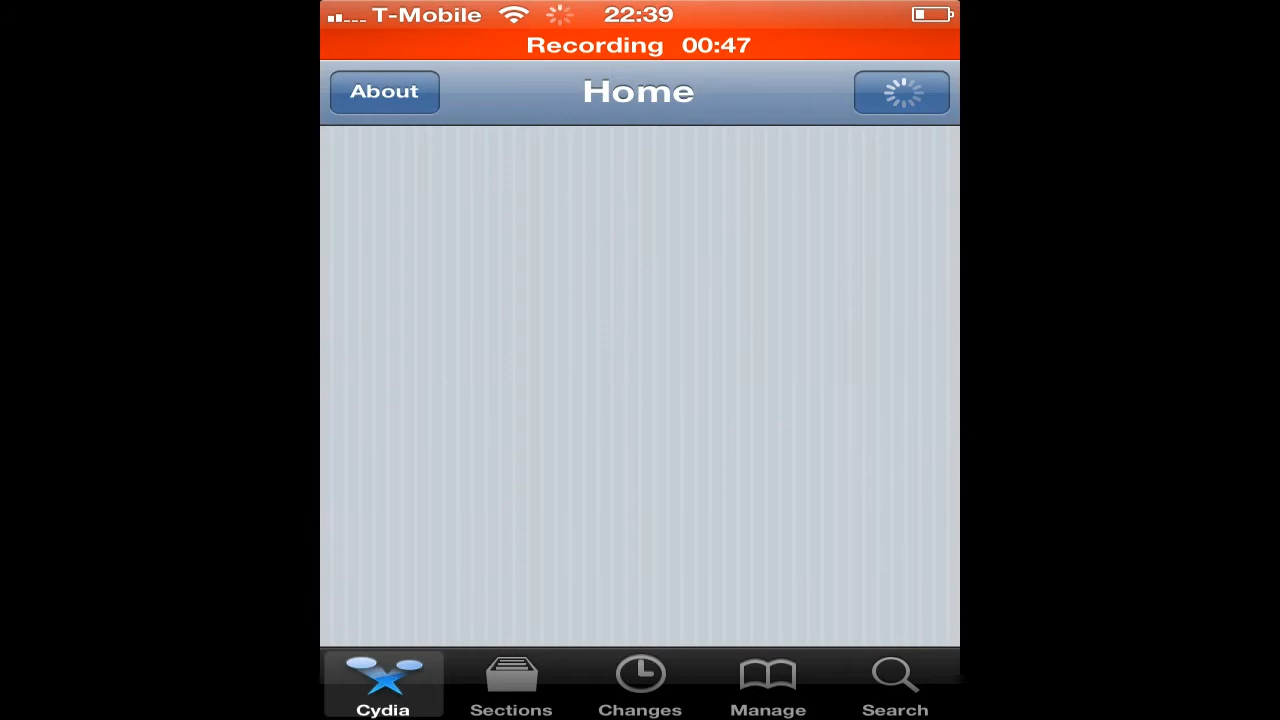 T-Mobile 22:39
Recording 00:47
About Home
Cydia Sections Changes Manage Search